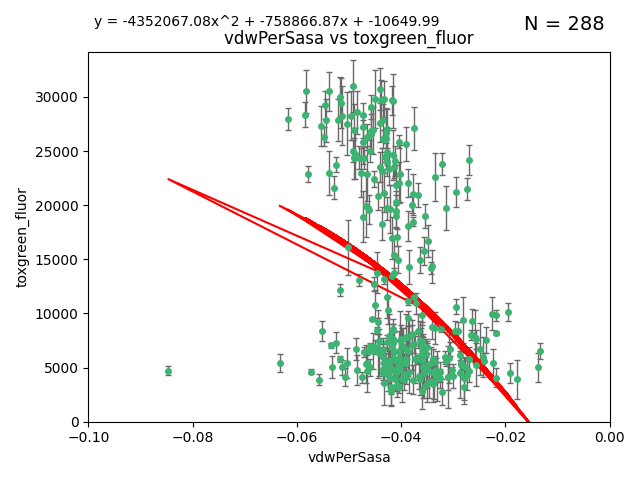 y = -4352067.08x^2 + -758866.87x + -10649.99
N = 288
vdwPerSasa vs toxgreen_fluor
toxgreen_fluor
30000
25000
20000
15000
10000
5000
0
−0.10
−0.08
−0.06
−0.04
−0.02
0.00
vdwPerSasa